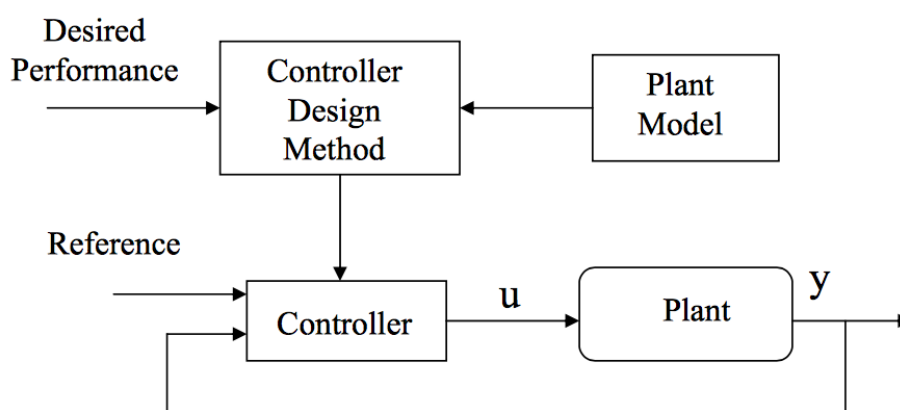 Desired
Performance
Controller
Design
Method
Plant
Model
Reference
Controller
u
Plant
y